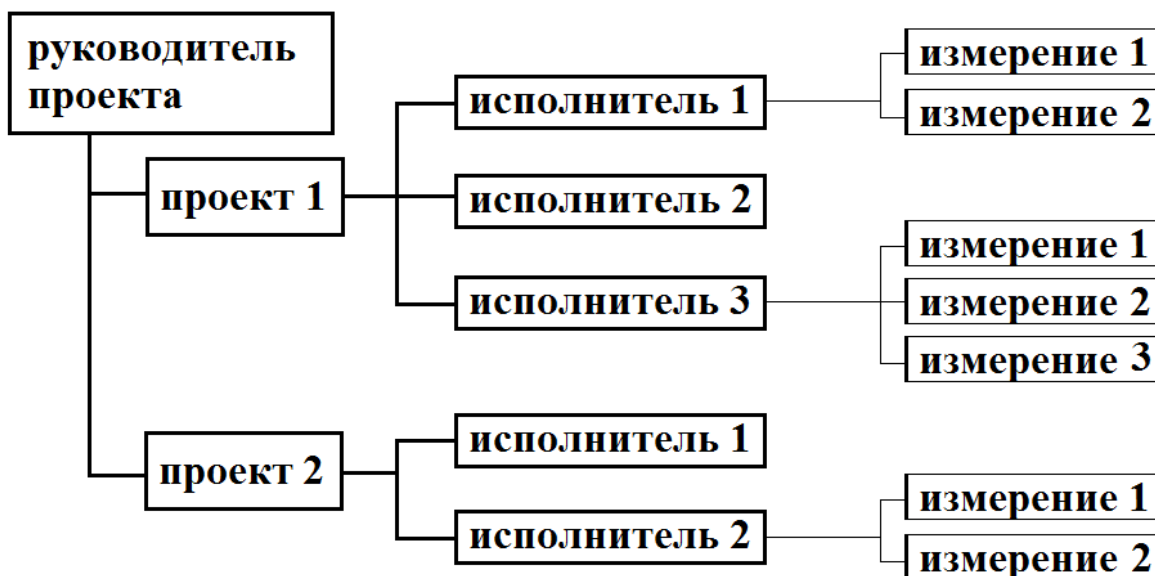 руководитель
проекта
проект 1
исполнитель 1
измерение 1
измерение 2
исполнитель 2
исполнитель 3
измерение 1
измерение 2
измерение 3
проект 2
исполнитель 1
исполнитель 2
измерение 1
измерение 2